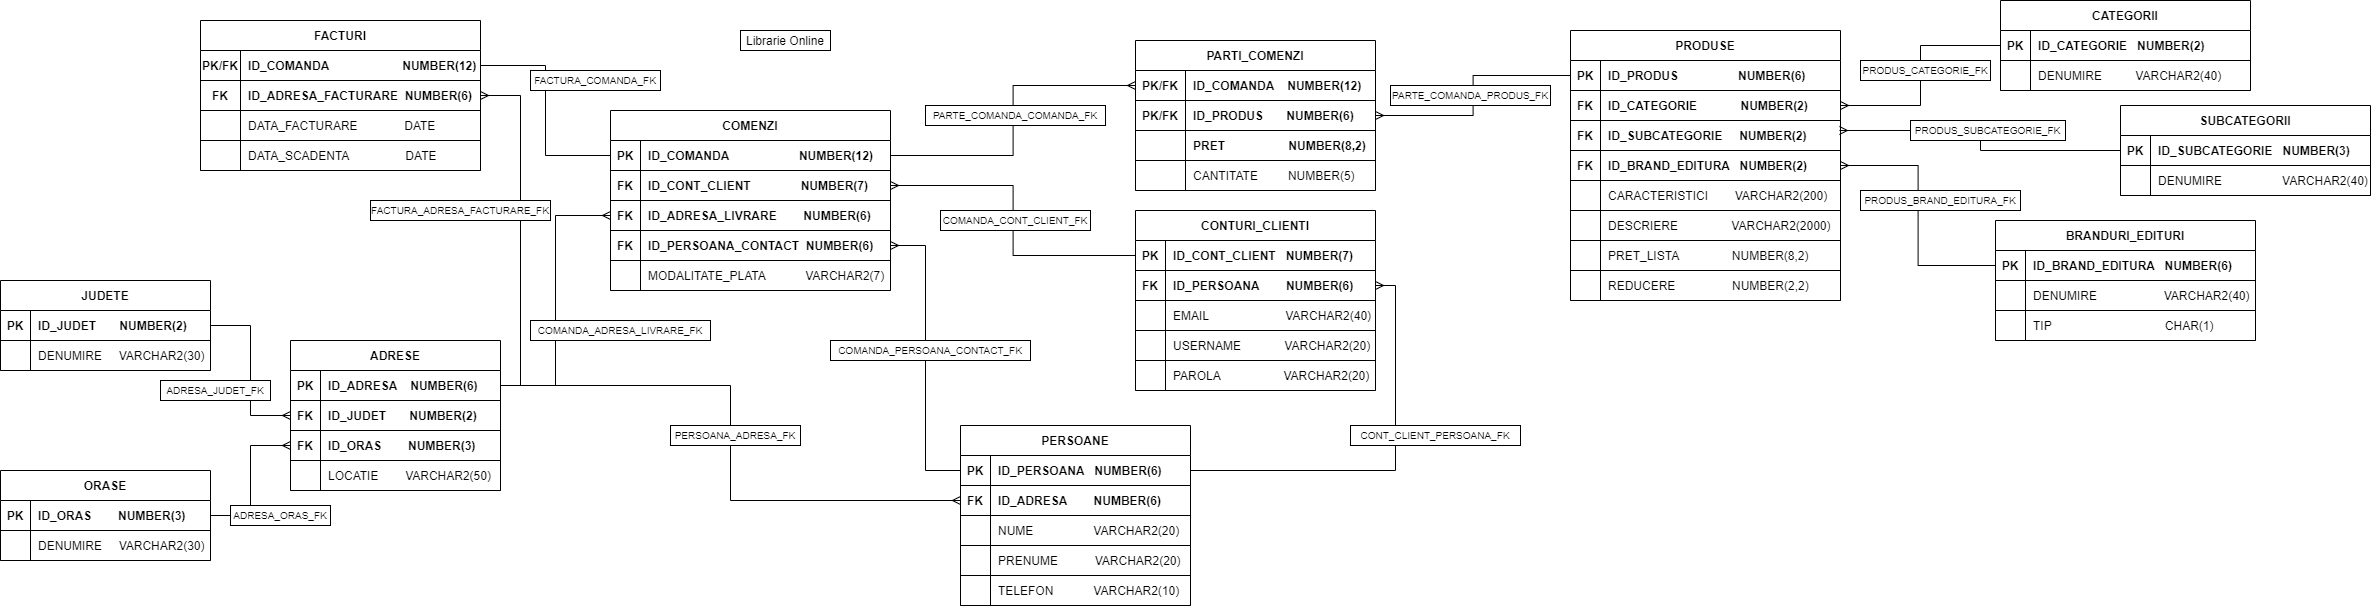 Librarie Online
FACTURI
PK/FK ID_COMANDA NUMBER(12)
FK ID_ADRESA_FACTURARE NUMBER(6)
DATA_FACTURARE DATE
DATA_SCADENTA DATE
FACTURA_COMANDA_FK
FACTURA_ADRESA_FACTURARE_FK
COMENZI
PK ID_COMANDA NUMBER(12)
FK ID_CONT_CLIENT NUMBER(7)
FK ID_ADRESA_LIVRARE NUMBER(6)
FK ID_PERSOANA_CONTACT NUMBER(6)
MODALITATE_PLATA VARCHAR2(7)
PARTE_COMANDA_COMANDA_FK
COMANDA_CONT_CLIENT_FK
COMANDA_ADRESA_LIVRARE_FK
COMANDA_PERSOANA_CONTACT_FK
PARTI_COMENZI
PK/FK ID_COMANDA NUMBER(12)
PK/FK ID_PRODUS NUMBER(6)
PRET NUMBER(8,2)
CANTITATE NUMBER(5)
PARTE_COMANDA_PRODUS_FK
CONTURI_CLIENTI
PK ID_CONT_CLIENT NUMBER(7)
FK ID_PERSOANA NUMBER(6)
EMAIL VARCHAR2(40)
USERNAME VARCHAR2(20)
PAROLA VARCHAR2(20)
CONT_CLIENT_PERSOANA_FK
PRODUSE
PK ID_PRODUS NUMBER(6)
FK ID_CATEGORIE NUMBER(2)
FK ID_SUBCATEGORIE NUMBER(2)
FK ID_BRAND_EDITURA NUMBER(2)
CARACTERISTICI VARCHAR2(200)
DESCRIERE VARCHAR2(2000)
PRET_LISTA NUMBER(8,2)
REDUCERE NUMBER(2,2)
PRODUS_CATEGORIE_FK
PRODUS_SUBCATEGORIE_FK
PRODUS_BRAND_EDITURA_FK
CATEGORII
PK ID_CATEGORIE NUMBER(2)
DENUMIRE VARCHAR2(40)
SUBCATEGORII
PK ID_SUBCATEGORIE NUMBER(3)
DENUMIRE VARCHAR2(40)
BRANDURI_EDITURI
PK ID_BRAND_EDITURA NUMBER(6)
DENUMIRE VARCHAR2(40)
TIP CHAR(1)
JUDETE
PK ID_JUDET NUMBER(2)
DENUMIRE VARCHAR2(30)
ADRESA_JUDET_FK
ADRESE
PK ID_ADRESA NUMBER(6)
FK ID_JUDET NUMBER(2)
FK ID_ORAS NUMBER(3)
LOCATIE VARCHAR2(50)
ORASE
PK ID_ORAS NUMBER(3)
DENUMIRE VARCHAR2(30)
ADRESA_ORAS_FK
PERSOANA_ADRESA_FK
PERSOANE
PK ID_PERSOANA NUMBER(6)
FK ID_ADRESA NUMBER(6)
NUME VARCHAR2(20)
PRENUME VARCHAR2(20)
TELEFON VARCHAR2(10)